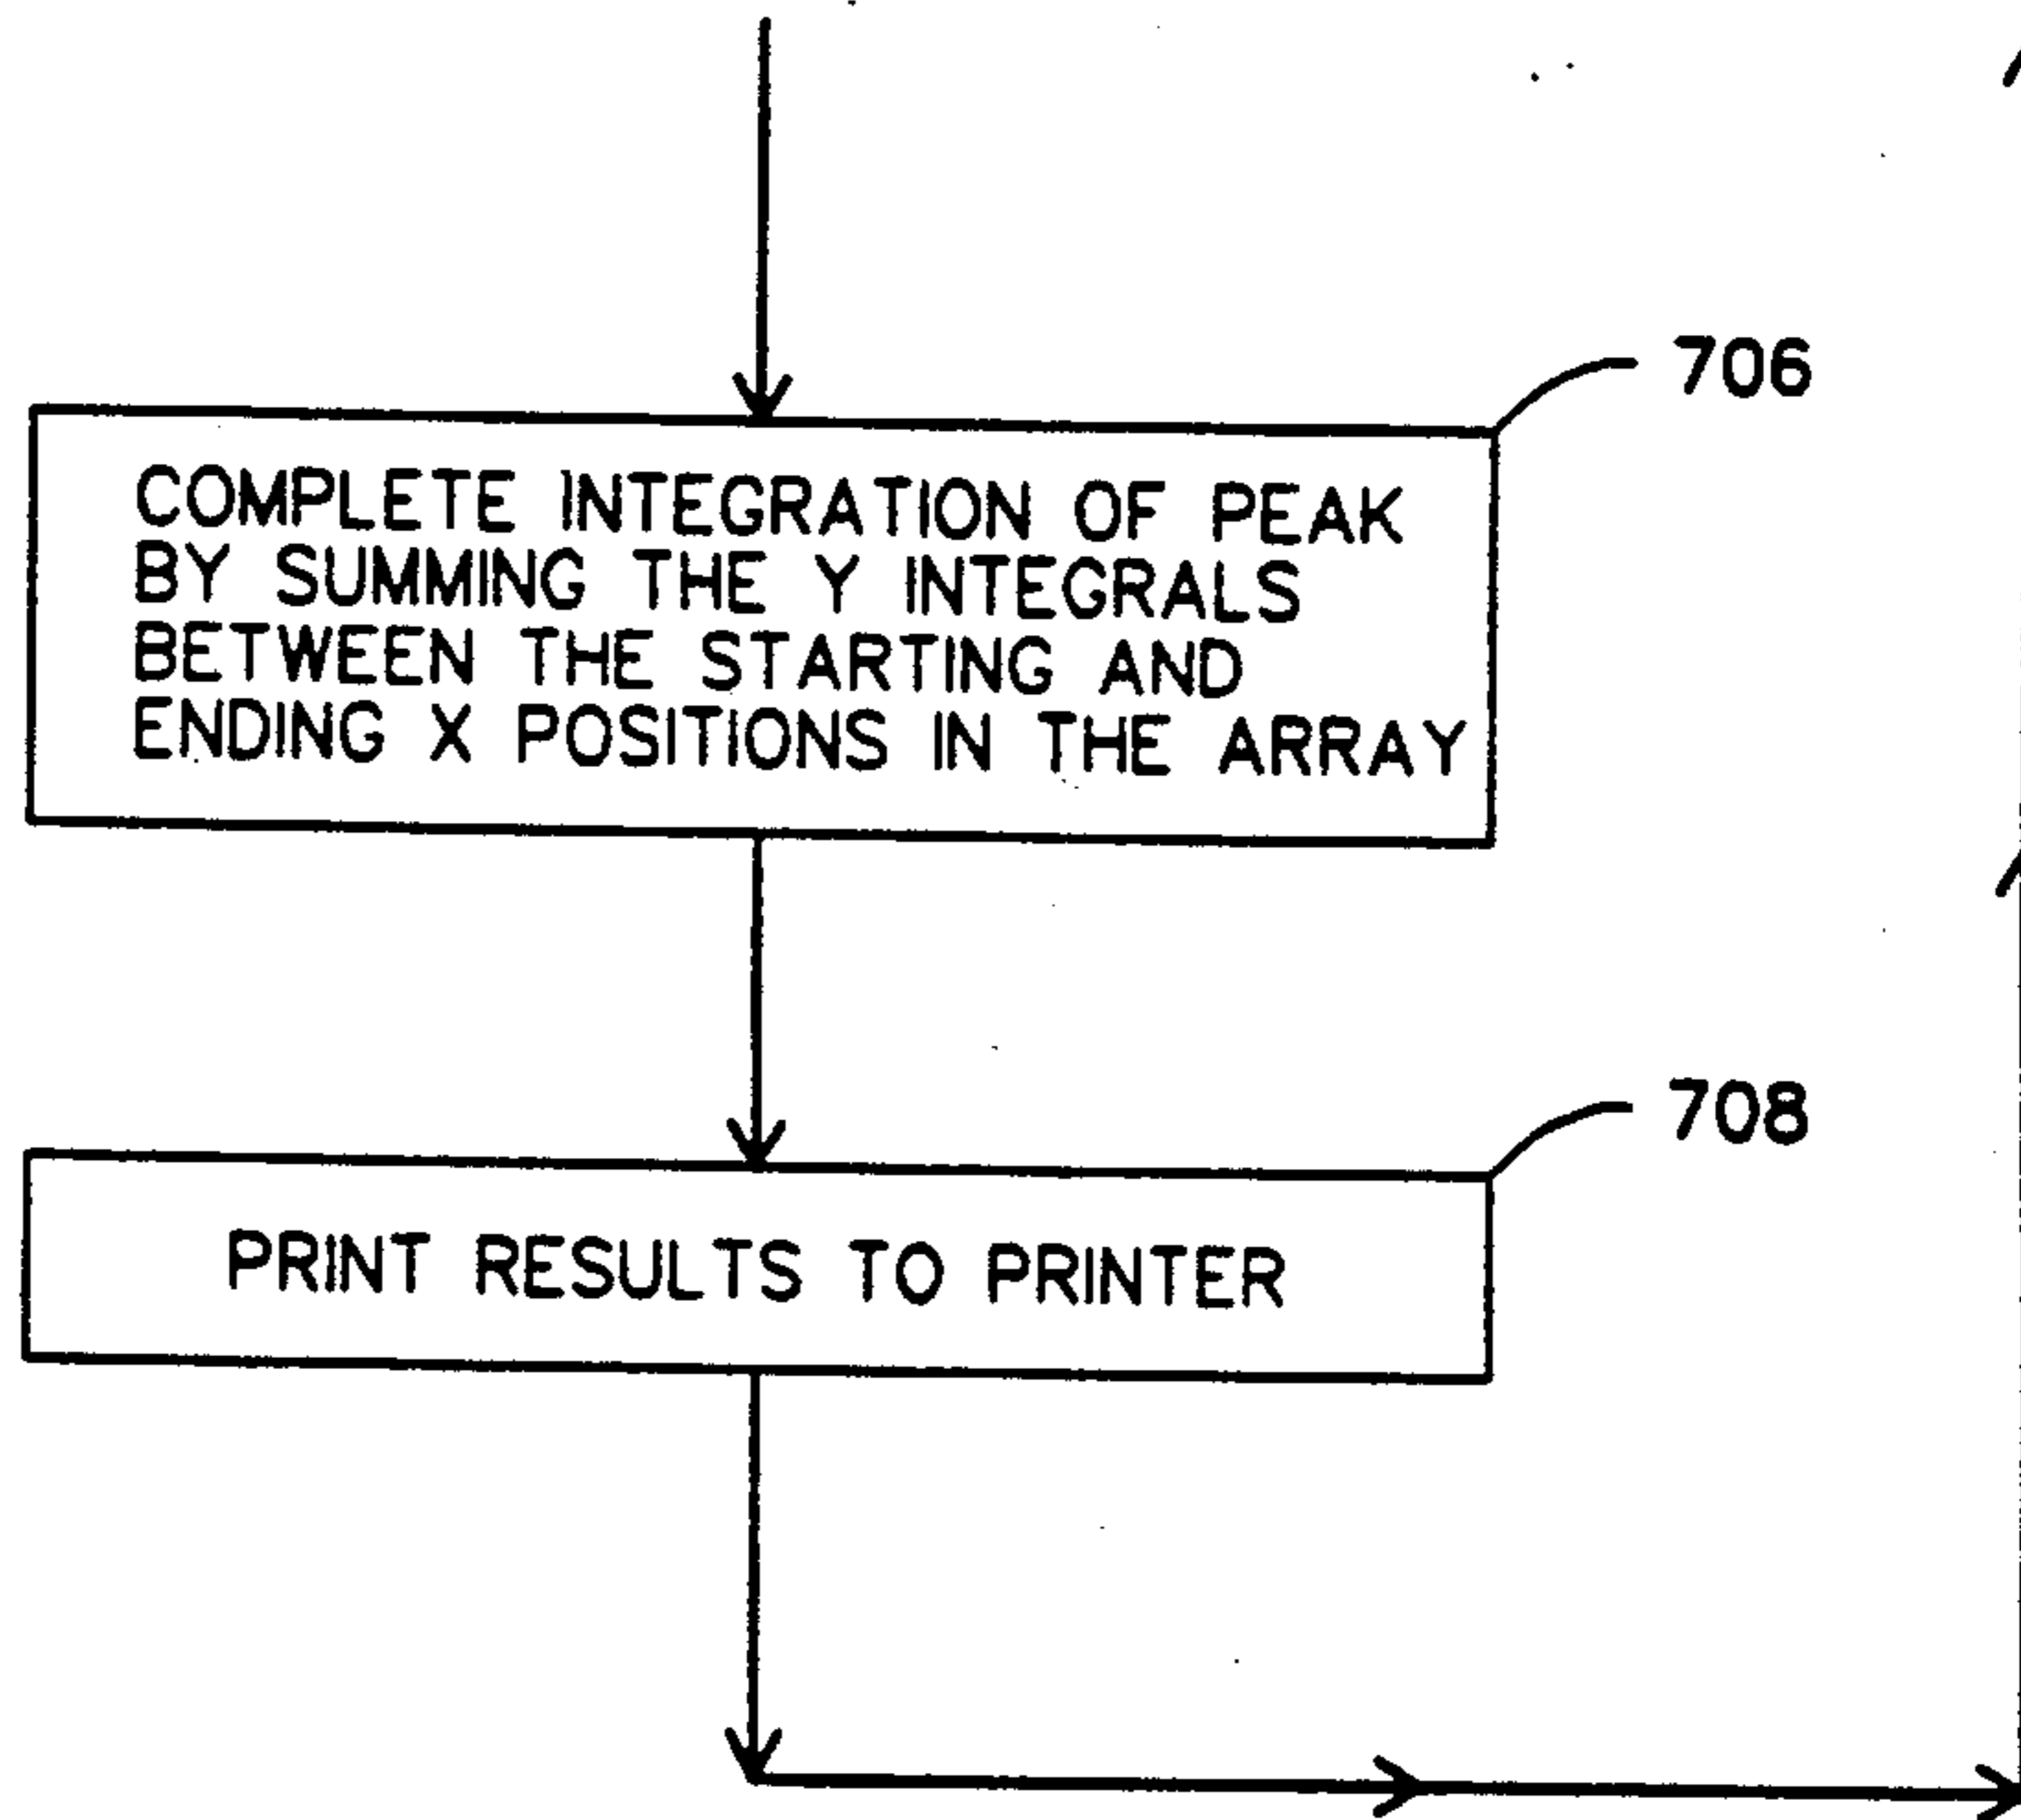 706
COMPLETE INTEGRATION OF PEAK
BY SUMMING THE Y INTEGRALS
BETWEEN THE STARTING AND
ENDING X POSITIONS IN THE ARRAY
708
PRINT RESULTS TO PRINTER